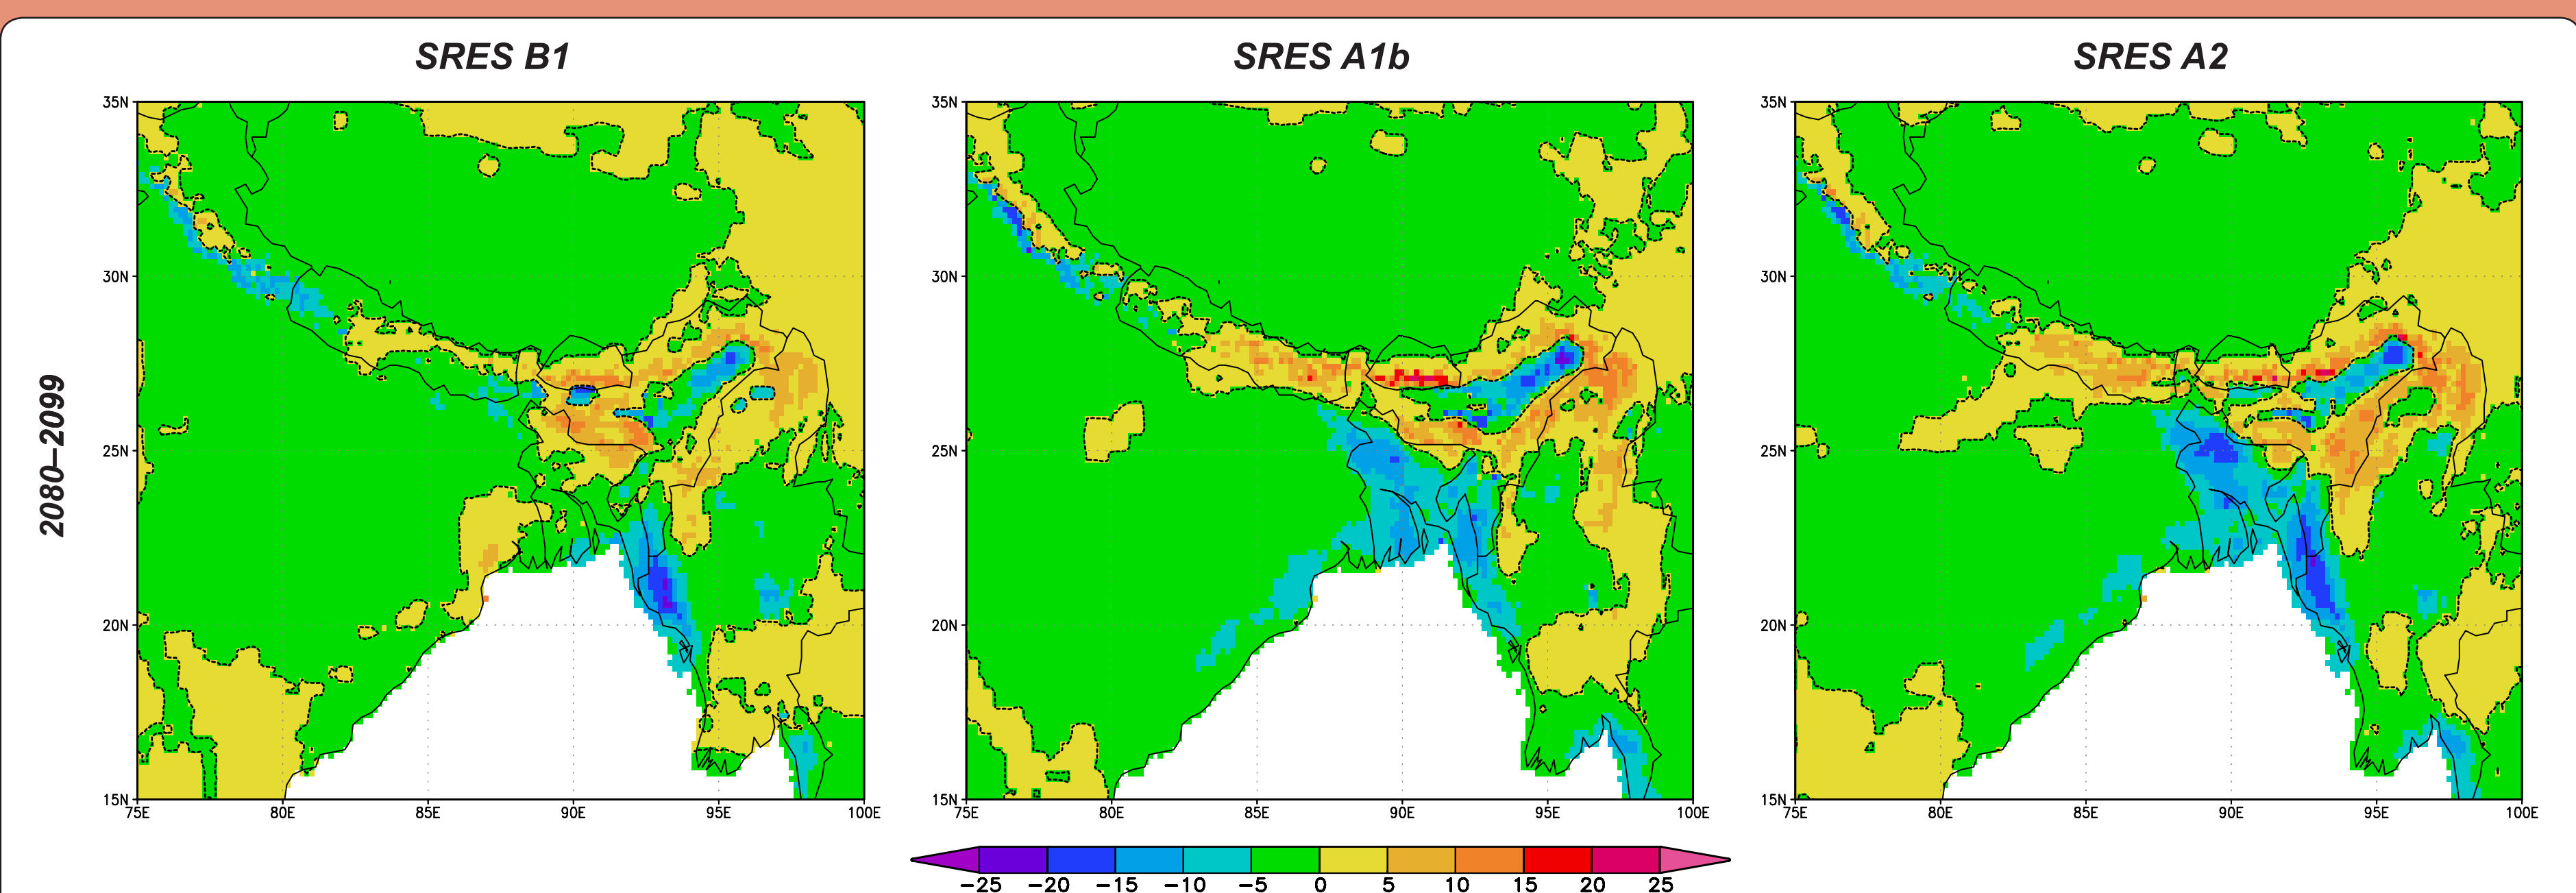 SRES B1 SRES A1b SRES A2
2080–2099
35N 35N 35N
30N 30N 30N
25N 25N 25N
20N 20N 20N
15N 15N 15N
75E 80E 85E 90E 95E 100E 75E 80E 85E 90E 95E 100E 75E 80E 85E 90E 95E 100E
−25 −20 −15 −10 −5 0 5 10 15 20 25